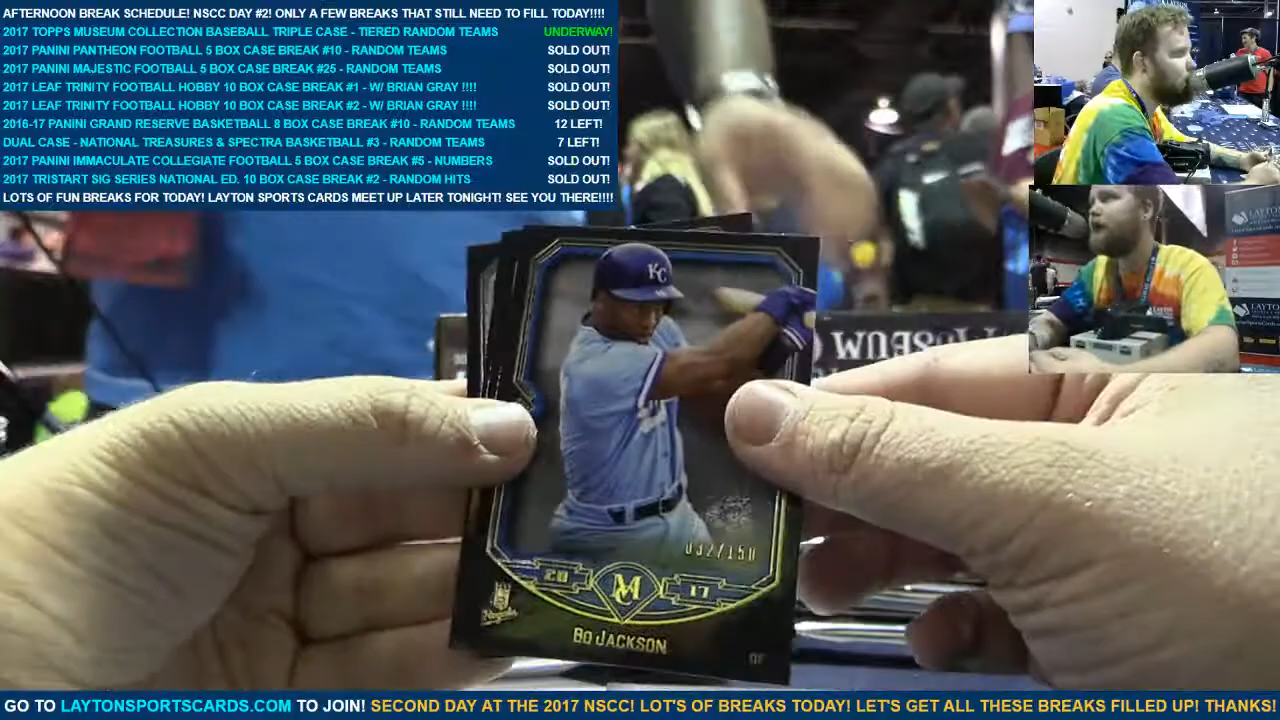 AFTERNOON BREAK SCHEDULE! NSCC DAY #2! ONLY A FEW BREAKS THAT STILL NEED TO FILL TODAY!!!!
2017 TOPPS MUSEUM COLLECTION BASEBALL TRIPLE CASE - TIERED RANDOM TEAMS UNDERWAY!
2017 PANINI PANTHEON FOOTBALL 5 BOX CASE BREAK #10 - RANDOM TEAMS SOLD OUT!
2017 PANINI MAJESTIC FOOTBALL 5 BOX CASE BREAK #25 - RANDOM TEAMS SOLD OUT!
2017 LEAF TRINITY FOOTBALL HOBBY 10 BOX CASE BREAK #1 - W/ BRIAN GRAY !!!! SOLD OUT!
2017 LEAF TRINITY FOOTBALL HOBBY 10 BOX CASE BREAK #2 - W/ BRIAN GRAY !!!! SOLD OUT!
2016-17 PANINI GRAND RESERVE BASKETBALL 8 BOX CASE BREAK #10 - RANDOM TEAMS 12 LEFT!
DUAL CASE - NATIONAL TREASURES & SPECTRA BASKETBALL #3 - RANDOM TEAMS 7 LEFT!
2017 PANINI IMMACULATE COLLEGIATE FOOTBALL 5 BOX CASE BREAK #5 - NUMBERS SOLD OUT!
2017 TRISTART SIG SERIES NATIONAL ED. 10 BOX CASE BREAK #2 - RANDOM HITS SOLD OUT!
LOTS OF FUN BREAKS FOR TODAY! LAYTON SPORTS CARDS MEET UP LATER TONIGHT! SEE YOU THERE!!!!
LAYTON
KC
MUSEUM
032/150
20 MC 17
Royals
BO JACKSON
OF
GO TO LAYTONSPORTSCARDS.COM TO JOIN! SECOND DAY AT THE 2017 NSCC! LOT'S OF BREAKS TODAY! LET'S GET ALL THESE BREAKS FILLED UP! THANKS!